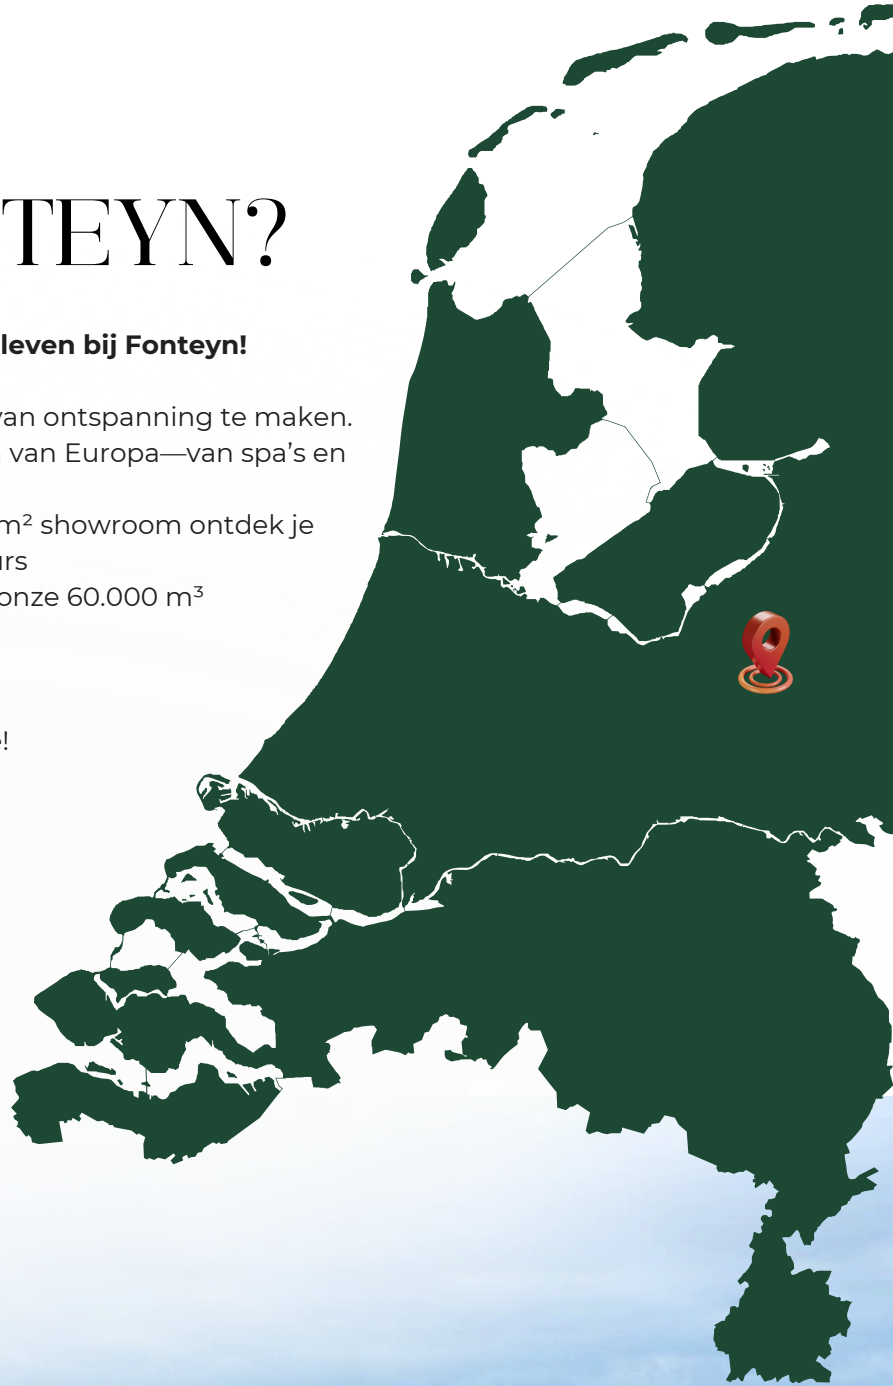 TEYN?
leven bij Fonteyn!
van ontspanning te maken.
van Europa—van spa's en
m² showroom ontdek je
urs
onze 60.000 m³
e!